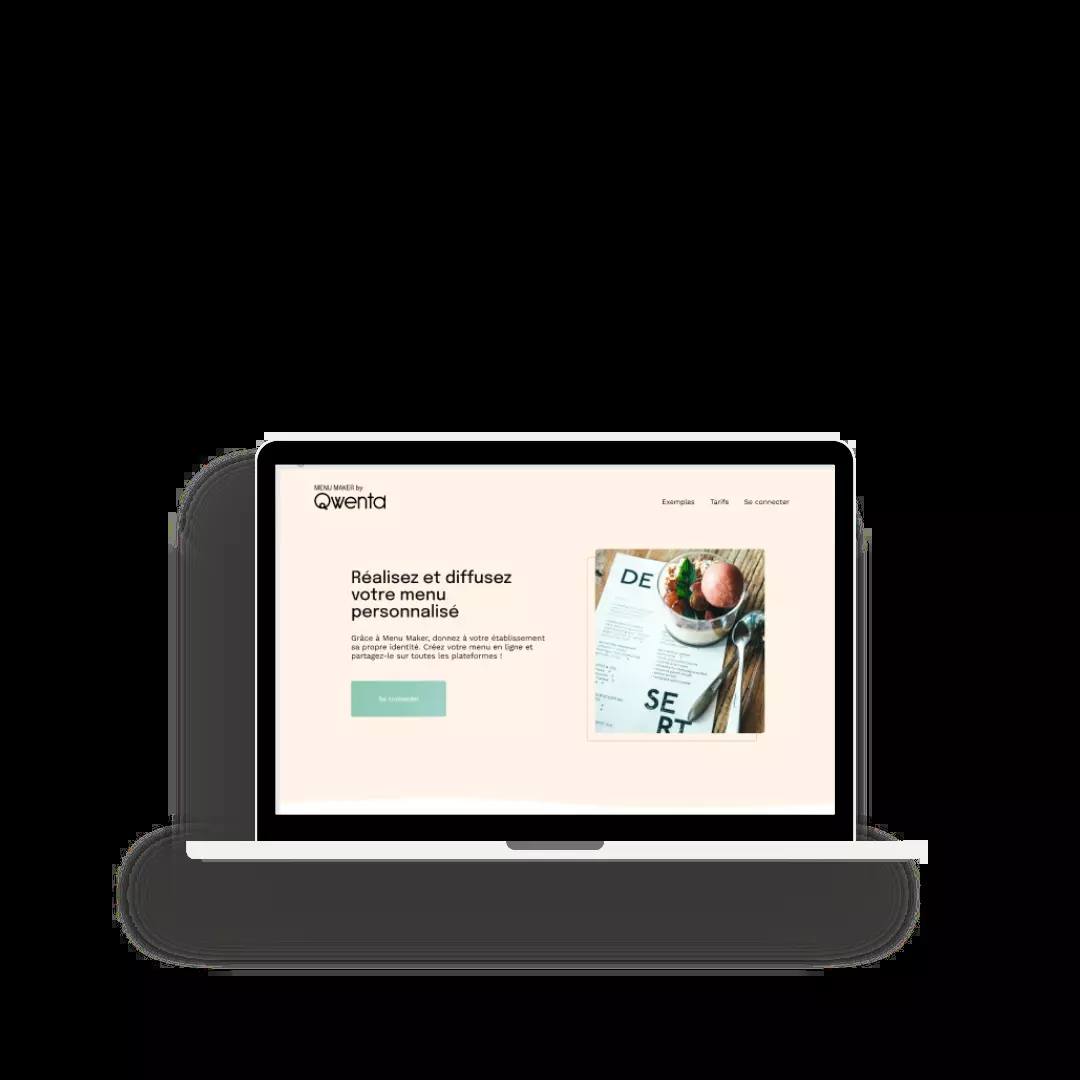 MENU MAKER by
Qwenta
Exemples Tarifs Se connecter
Réalisez et diffusez
votre menu
personnalisé
Grâce à Menu Maker, donnez à votre établissement
sa propre identité. Créez votre menu en ligne et
partagez-le sur toutes les plateformes !
Se connecter
DE
SE
RT